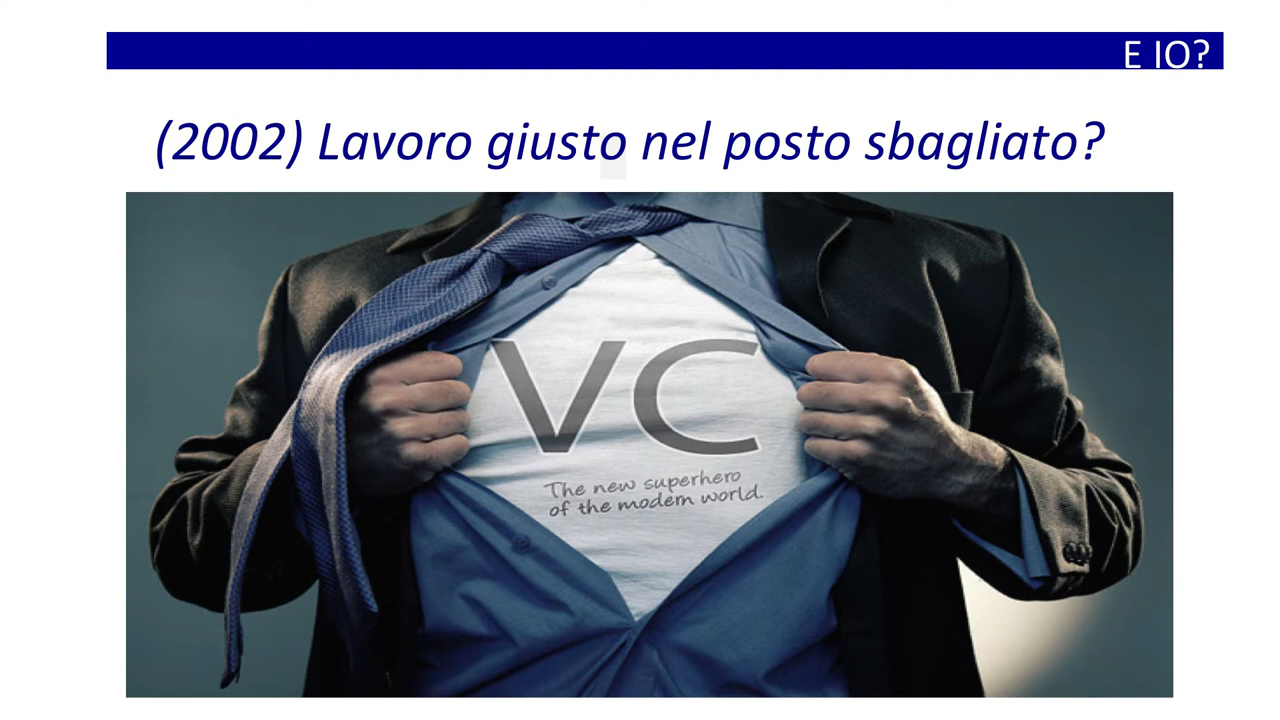 E IO?
(2002) Lavoro giusto nel posto sbagliato?
VC
The new superhero
of the modern world.